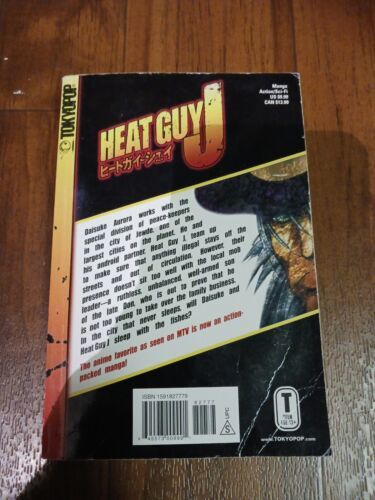 TOKYOPOP
Manga
Action/Sci-Fi
US $9.99
CAN $13.99
HEAT GUY J
ヒートガイ・ジェイ
Daisuke Aurora works with the
special division of peace-keepers
in the city of Jewde, one of the
largest cities on the planet. He and
his android partner, Heat Guy J, team up
to make sure that anything illegal stays off the
streets and out of circulation. However, their
presence doesn't sit too well with the local mob
leader—a ruthless, unbalanced, well-armed son
of the late Don, who is out to prove that he
is not too young to take over the family business.
In the city that never sleeps, will Daisuke and
Heat Guy J sleep with the fishes?
The anime favorite as seen on MTV is now an action-
packed manga!
ISBN 1591827779
82777
S
UPC
T
TEEN
AGE 13+
www.TOKYOPOP.com